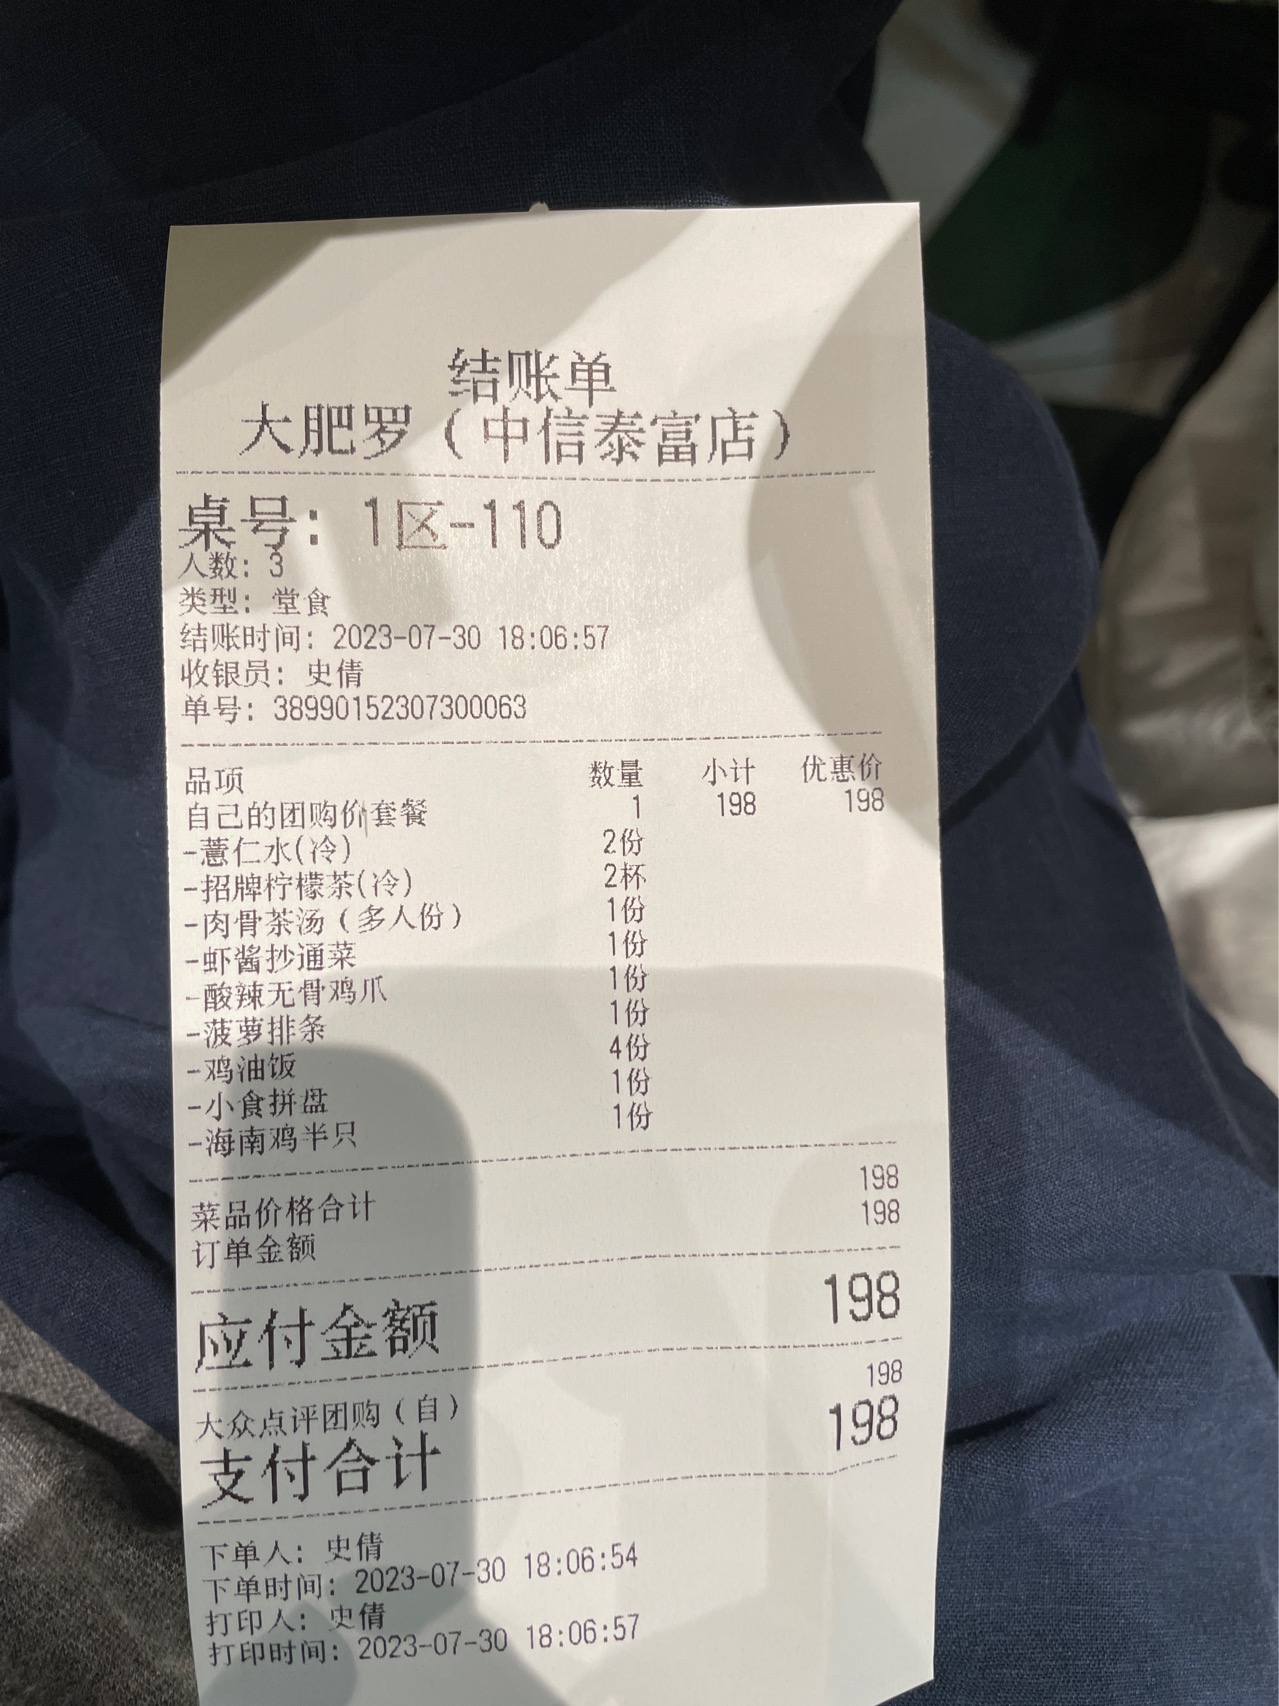 结账单
大肥罗（中信泰富店）
桌号: 1区-110
人数: 3
类型: 堂食
结账时间: 2023-07-30 18:06:57
收银员: 史倩
单号: 38990152307300063
品项 数量 小计 优惠价
自己的团购价套餐 1 198 198
-薏仁水(冷) 2份
-招牌柠檬茶(冷) 2杯
-肉骨茶汤（多人份） 1份
-虾酱抄通菜 1份
-酸辣无骨鸡爪 1份
-菠萝排条 1份
-鸡油饭 4份
-小食拼盘 1份
-海南鸡半只 1份
菜品价格合计 198
订单金额 198
应付金额 198
大众点评团购（自） 198
支付合计 198
下单人: 史倩
下单时间: 2023-07-30 18:06:54
打印人: 史倩
打印时间: 2023-07-30 18:06:57